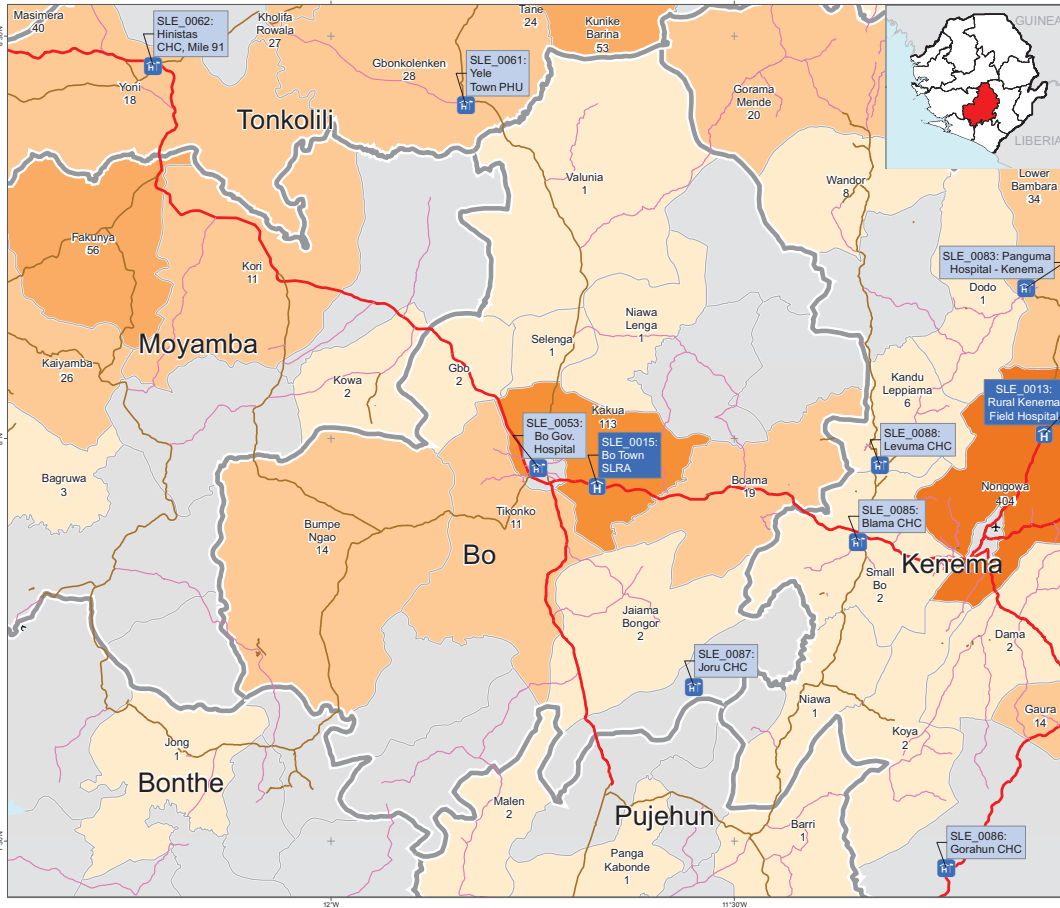 Masimera
40
SLE_0062:
Hinistas
CHC, Mile 91
Kholifa
Rowala
27
Tane
24
Kunike
Barina
53
GUINEA
LIBERIA
Yoni
18
Gbonkolenken
28
SLE_0061:
Yele
Town PHU
Gorama
Mende
20
Tonkolili
Valunia
1
Wandor
8
Lower
Bambara
34
Fakunya
56
Kori
11
SLE_0083: Panguma
Hospital - Kenema
Dodo
1
Niawa
Lenga
1
Moyamba
Selenga
1
Kaiyamba
26
Kowa
2
Gbo
2
Kandu
Leppiama
6
SLE_0013:
Rural Kenema
Field Hospital
Kakua
113
SLE_0053:
Bo Gov.
Hospital
SLE_0015:
Bo Town
SLRA
SLE_0088:
Levuma CHC
Bagruwa
3
Boama
19
Nongowa
404
Tikonko
11
SLE_0085:
Blama CHC
Bumpe
Ngao
14
Bo
Kenema
Small
Bo
2
Jaiama
Bongor
2
Dama
2
SLE_0087:
Joru CHC
Niawa
1
Gaura
14
Koya
2
Jong
1
Bonthe
Malen
2
Pujehun
Barri
1
SLE_0086:
Gorahun CHC
Panga
Kabonde
1
12°W
11°30'W